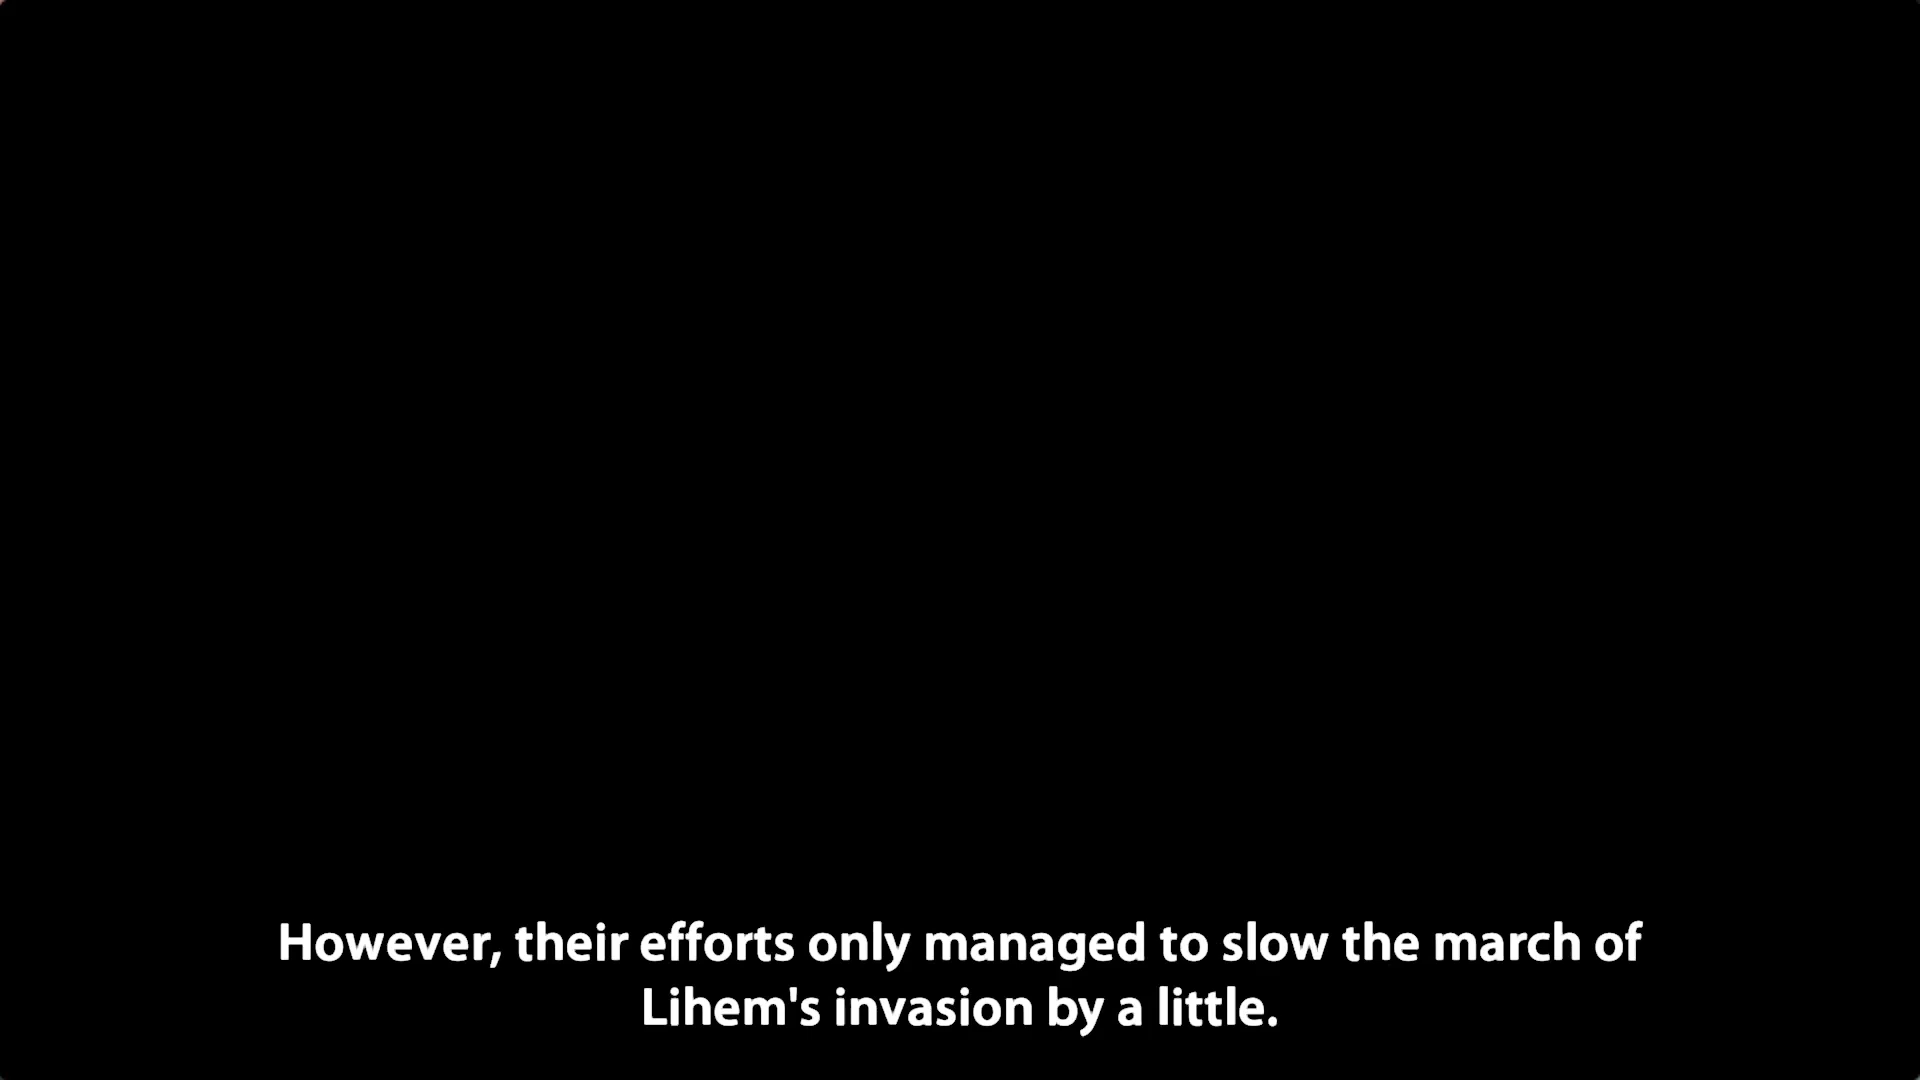 However, their efforts only managed to slow the march of
Lihem's invasion by a little.